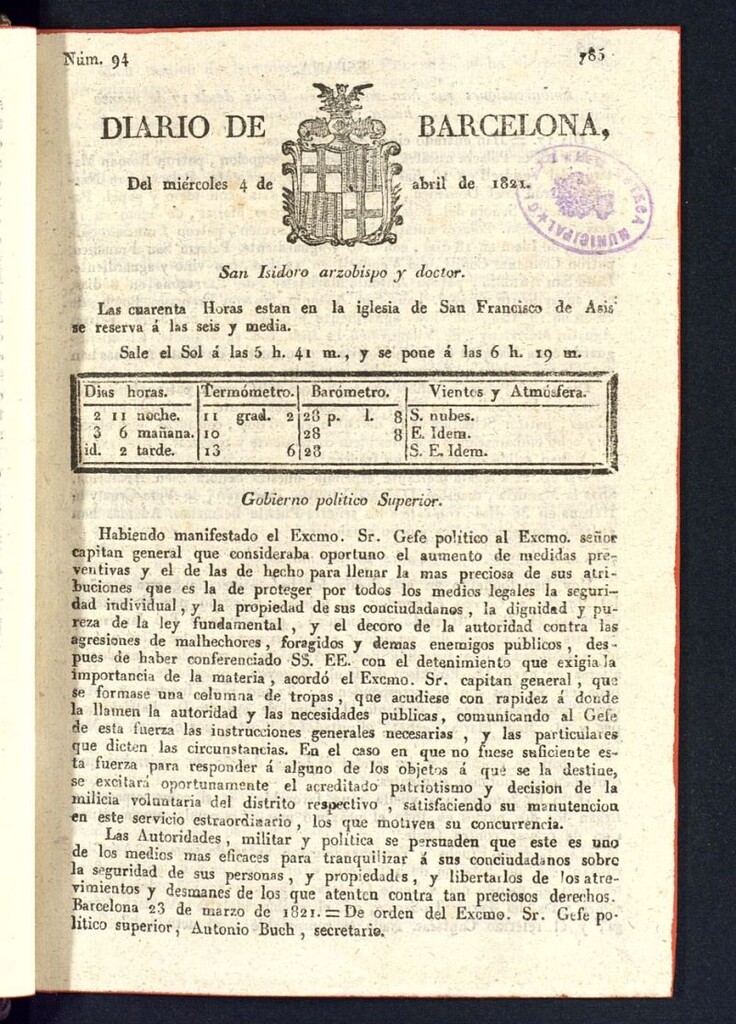 Núm. 94 785
DIARIO DE BARCELONA,
Del miércoles 4 de abril de 1821.
San Isidoro arzobispo y doctor.
Las cuarenta Horas estan en la iglesia de San Francisco de Asis
se reserva á las seis y media.
Sale el Sol á las 5 h. 41 m., y se pone á las 6 h. 19 m.
Dias horas. Termómetro. Barómetro. Vientos y Atmósfera.
2 11 noche. 11 grad. 2 28 p. l. 8 S. nubes.
3 6 mañana. 10 28 8 E. Idem.
id. 2 tarde. 13 6 28 S. E. Idem.
Gobierno político Superior.
Habiendo manifestado el Excmo. Sr. Gefe político al Excmo. señor
capitan general que consideraba oportuno el aumento de medidas pre-
ventivas y el de las de hecho para llenar la mas preciosa de sus atri-
buciones que es la de proteger por todos los medios legales la seguri-
dad individual, y la propiedad de sus conciudadanos, la dignidad y pu-
reza de la ley fundamental, y el decoro de la autoridad contra las
agresiones de malhechores, foragidos y demas enemigos publicos, des-
pues de haber conferenciado SS. EE. con el detenimiento que exigia la
importancia de la materia, acordó el Excmo. Sr. capitan general, que
se formase una columna de tropas, que acudiese con rapidez á donde
la llamen la autoridad y las necesidades públicas, comunicando al Gefe
de esta fuerza las instrucciones generales necesarias, y las particulares
que dicten las circunstancias. En el caso en que no fuese suficiente es-
ta fuerza para responder á alguno de los objetos á que se la destine,
se excitará oportunamente el acreditado patriotismo y decision de la
milicia voluntaria del distrito respectivo, satisfaciendo su manutencion
en este servicio estraordinario, los que motiven su concurrencia.
Las Autoridades, militar y política se persuaden que este es uno
de los medios mas eficaces para tranquilizar á sus conciudadanos sobre
la seguridad de sus personas, y propiedades, y libertarlos de los atre-
vimientos y desmanes de los que atenten contra tan preciosos derechos.
Barcelona 23 de marzo de 1821. = De orden del Excmo. Sr. Gefe po-
litico superior, Antonio Buch, secretario.
MUNICIPAL